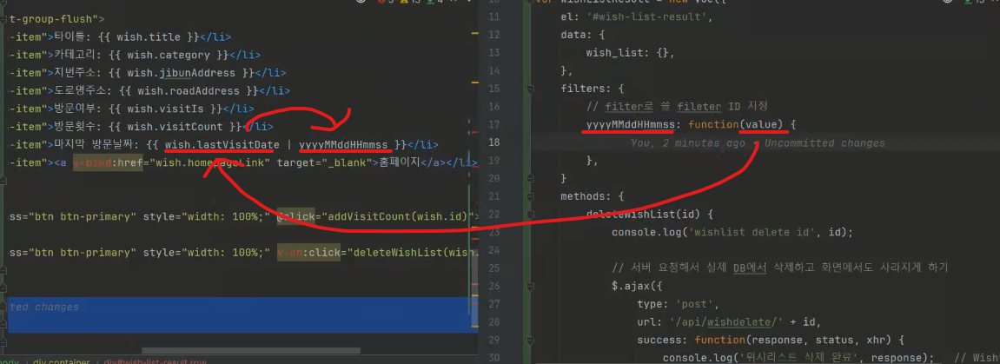 t-group-flush">
-item">타이틀: {{ wish.title }}</li>
-item">카테고리: {{ wish.category }}</li>
-item">지번주소: {{ wish.jibunAddress }}</li>
-item">도로명주소: {{ wish.roadAddress }}</li>
-item">방문여부: {{ wish.visitIs }}</li>
-item">방문횟수: {{ wish.visitCount }}</li>
-item">마지막 방문날짜: {{ wish.lastVisitDate | yyyyMMddHHmmss }}</li>
-item"><a v-bind:href="wish.homepageLink" target="_blank">홈페이지</a></li>
ss="btn btn-primary" style="width: 100%;" @click="addVisitCount(wish.id)">
ss="btn btn-primary" style="width: 100%;" v-on:click="deleteWishList(wish.
ted changes
body div.container div#wish-list-result.row
11 el: '#wish-list-result',
12 data: {
13 wish_list: {},
14 },
15 filters: {
16 // filter로 쓸 fileter ID 지정
17 yyyyMMddHHmmss: function(value) {
18 You, 2 minutes ago • Uncommitted changes
19 },
20 }
21 methods: {
22 deleteWishList(id) {
23 console.log('wishlist delete id', id);
24
25 // 서버 요청해서 실제 DB에서 삭제하고 화면에서도 사라지게 하기
26 $.ajax({
27 type: 'post',
28 url: '/api/wishdelete/' + id,
29 success: function(response, status, xhr) {
30 console.log('위시리스트 삭제 완료', response); // Wish